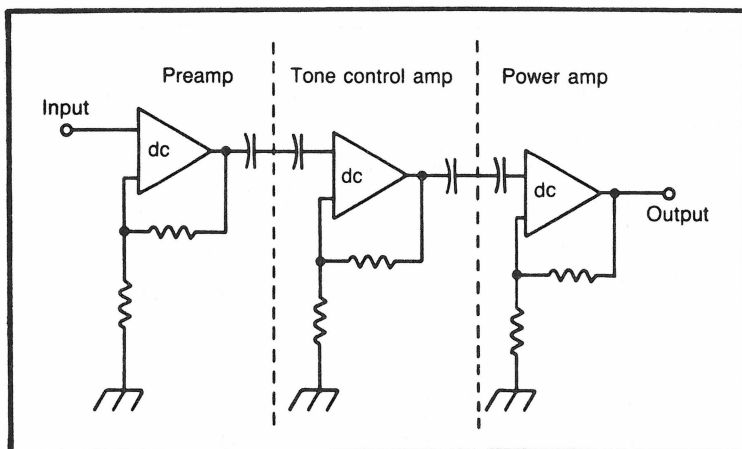 Preamp
Tone control amp
Power amp
Input
dc
dc
dc
Output